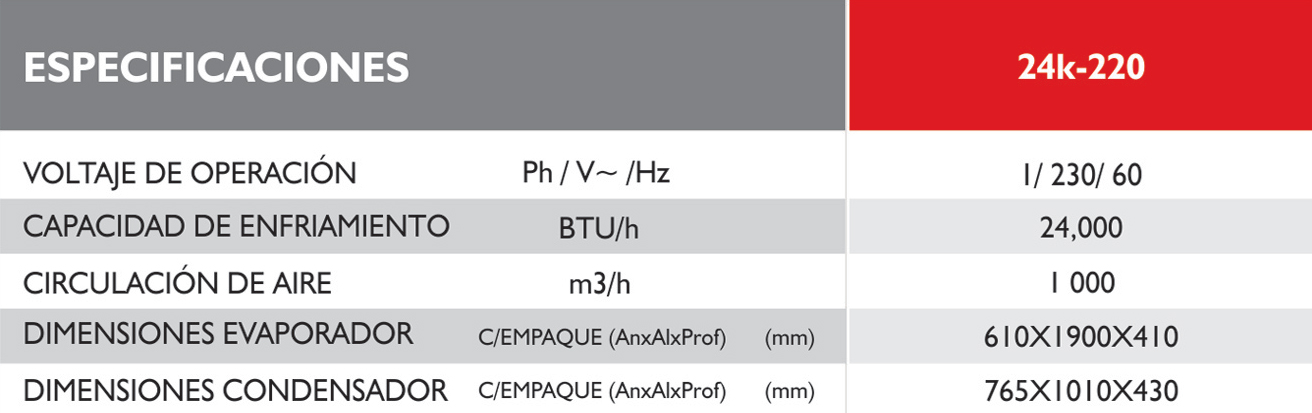 ESPECIFICACIONES 24k-220
VOLTAJE DE OPERACIÓN Ph / V~ /Hz 1/ 230/ 60
CAPACIDAD DE ENFRIAMIENTO BTU/h 24,000
CIRCULACIÓN DE AIRE m3/h 1 000
DIMENSIONES EVAPORADOR C/EMPAQUE (AnxAlxProf) (mm) 610X1900X410
DIMENSIONES CONDENSADOR C/EMPAQUE (AnxAlxProf) (mm) 765X1010X430